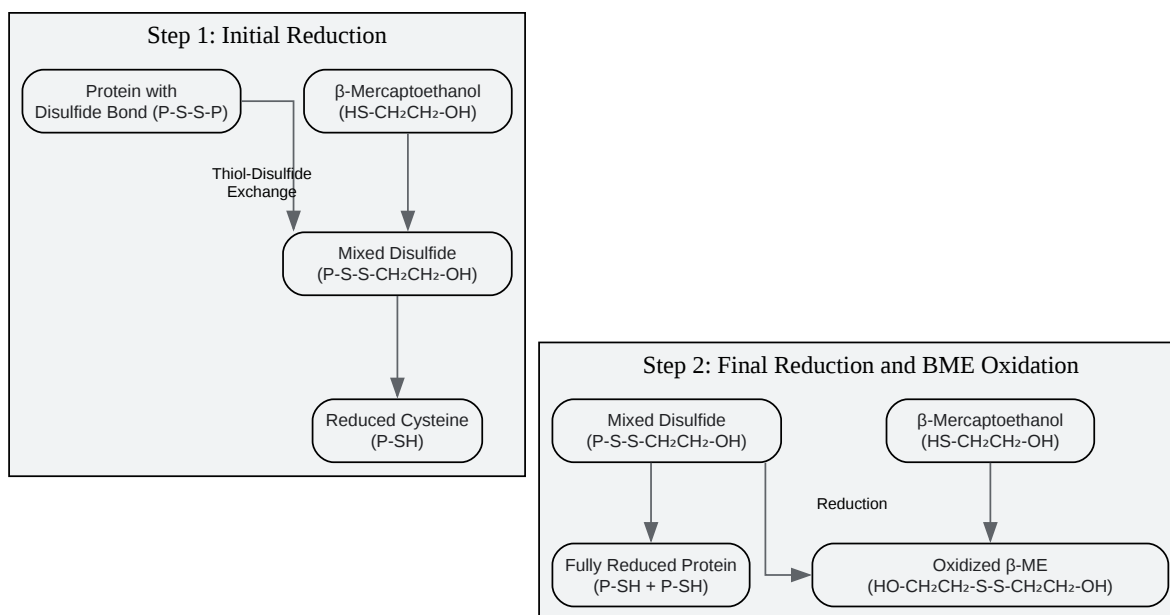 Step 1: Initial Reduction
Protein with
Disulfide Bond (P-S-S-P)
β-Mercaptoethanol
(HS-CH₂CH₂-OH)
Thiol-Disulfide
Exchange
Mixed Disulfide
(P-S-S-CH₂CH₂-OH)
Reduced Cysteine
(P-SH)
Step 2: Final Reduction and BME Oxidation
Mixed Disulfide
(P-S-S-CH₂CH₂-OH)
β-Mercaptoethanol
(HS-CH₂CH₂-OH)
Reduction
Fully Reduced Protein
(P-SH + P-SH)
Oxidized β-ME
(HO-CH₂CH₂-S-S-CH₂CH₂-OH)